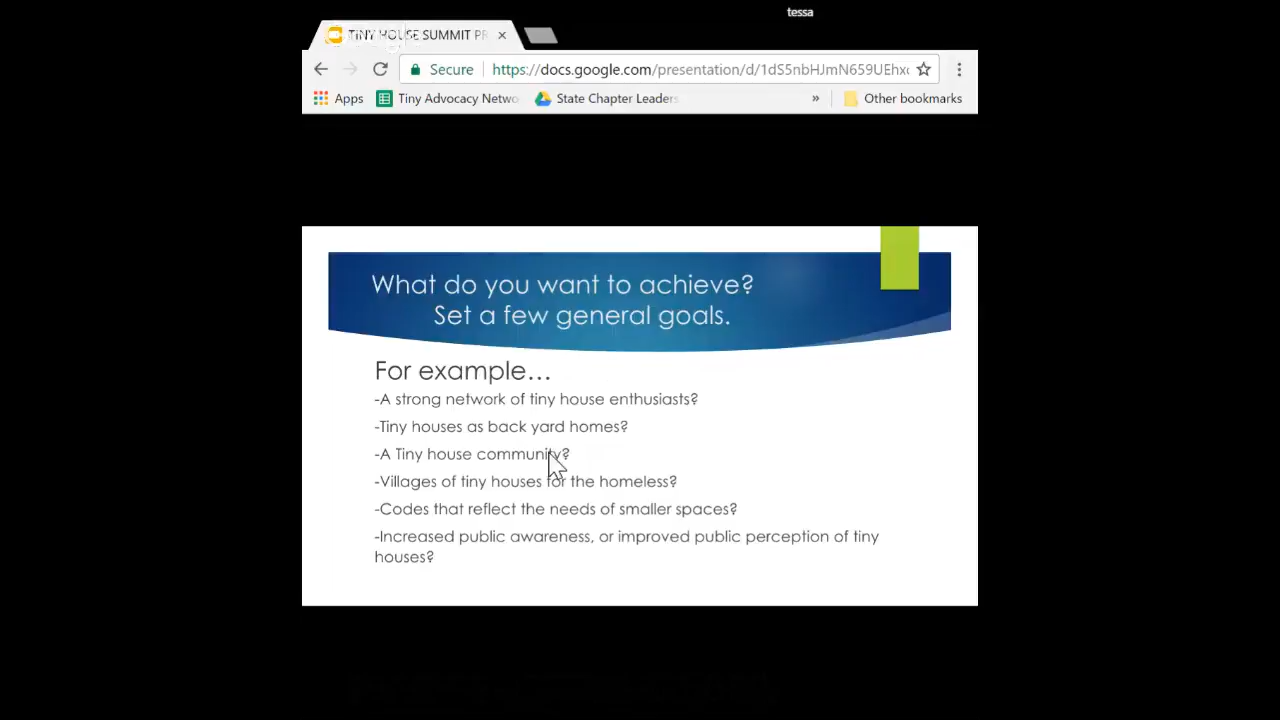 tessa
TINY HOUSE SUMMIT PR
Secure https://docs.google.com/presentation/d/1dS5nbHJmN659UEhx
Apps Tiny Advocacy Netwo State Chapter Leaders » Other bookmarks
What do you want to achieve?
Set a few general goals.
For example…
-A strong network of tiny house enthusiasts?
-Tiny houses as back yard homes?
-A Tiny house community?
-Villages of tiny houses for the homeless?
-Codes that reflect the needs of smaller spaces?
-Increased public awareness, or improved public perception of tiny
houses?